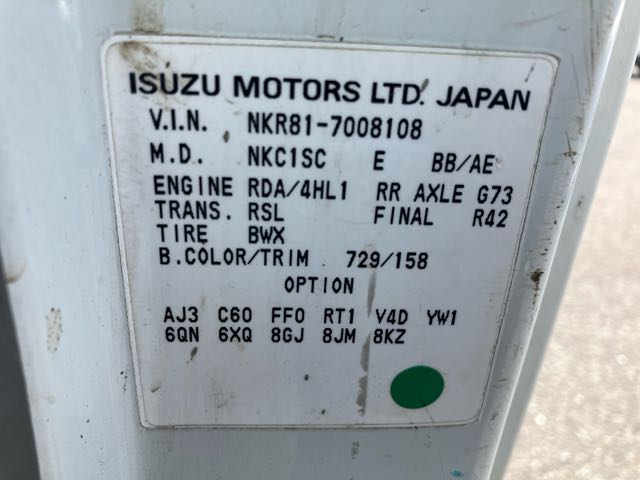 ISUZU MOTORS LTD. JAPAN
V.I.N. NKR81-7008108
M.D. NKC1SC E BB/AE
ENGINE RDA/4HL1 RR AXLE G73
TRANS. RSL FINAL R42
TIRE BWX
B.COLOR/TRIM 729/158
OPTION
AJ3 C60 FF0 RT1 V4D YW1
6QN 6XQ 8GJ 8JM 8KZ